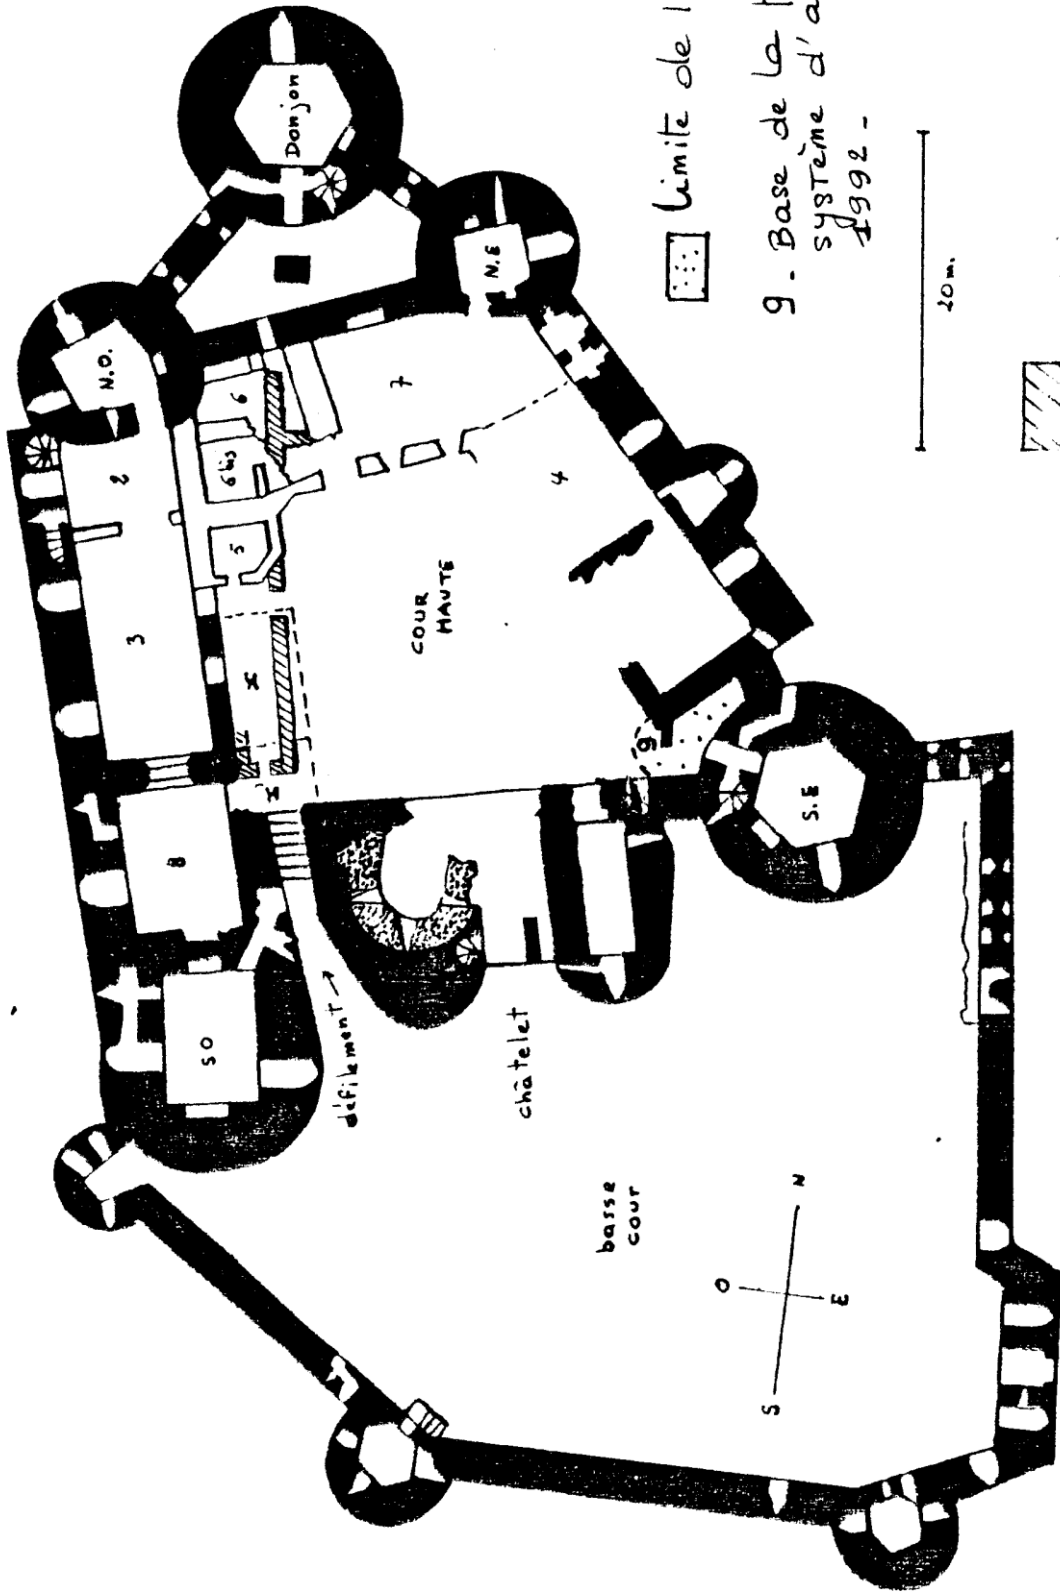 Donjon
N.O.
N.E
2
3
6
6bis
5
7
4
COUR
HAUTE
8
9
S.E
SO
défilement →
châtelet
basse
cour
N
O
E
S
Limite de l
9 - Base de la
système d'a
1992 -
20 m.